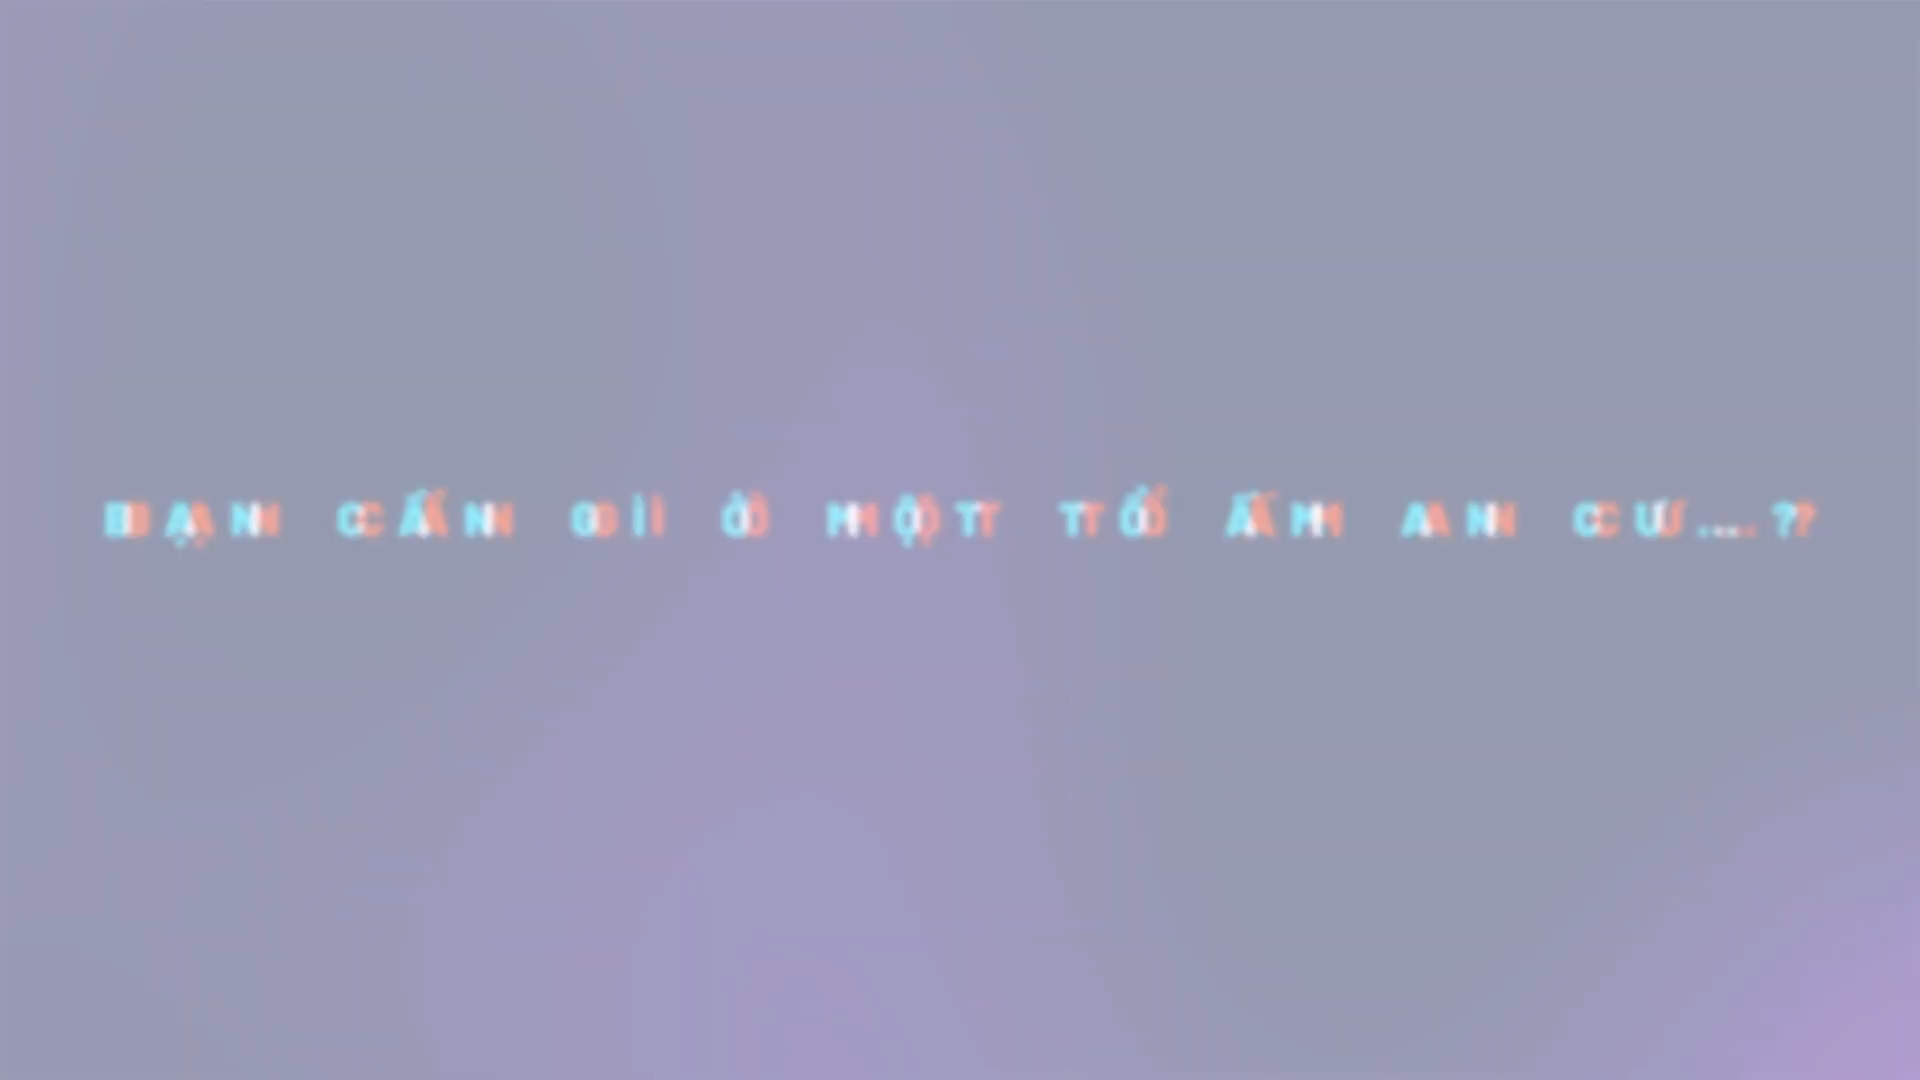 BẠN CẦN GÌ Ở MỘT TỔ ẤM AN CƯ...?